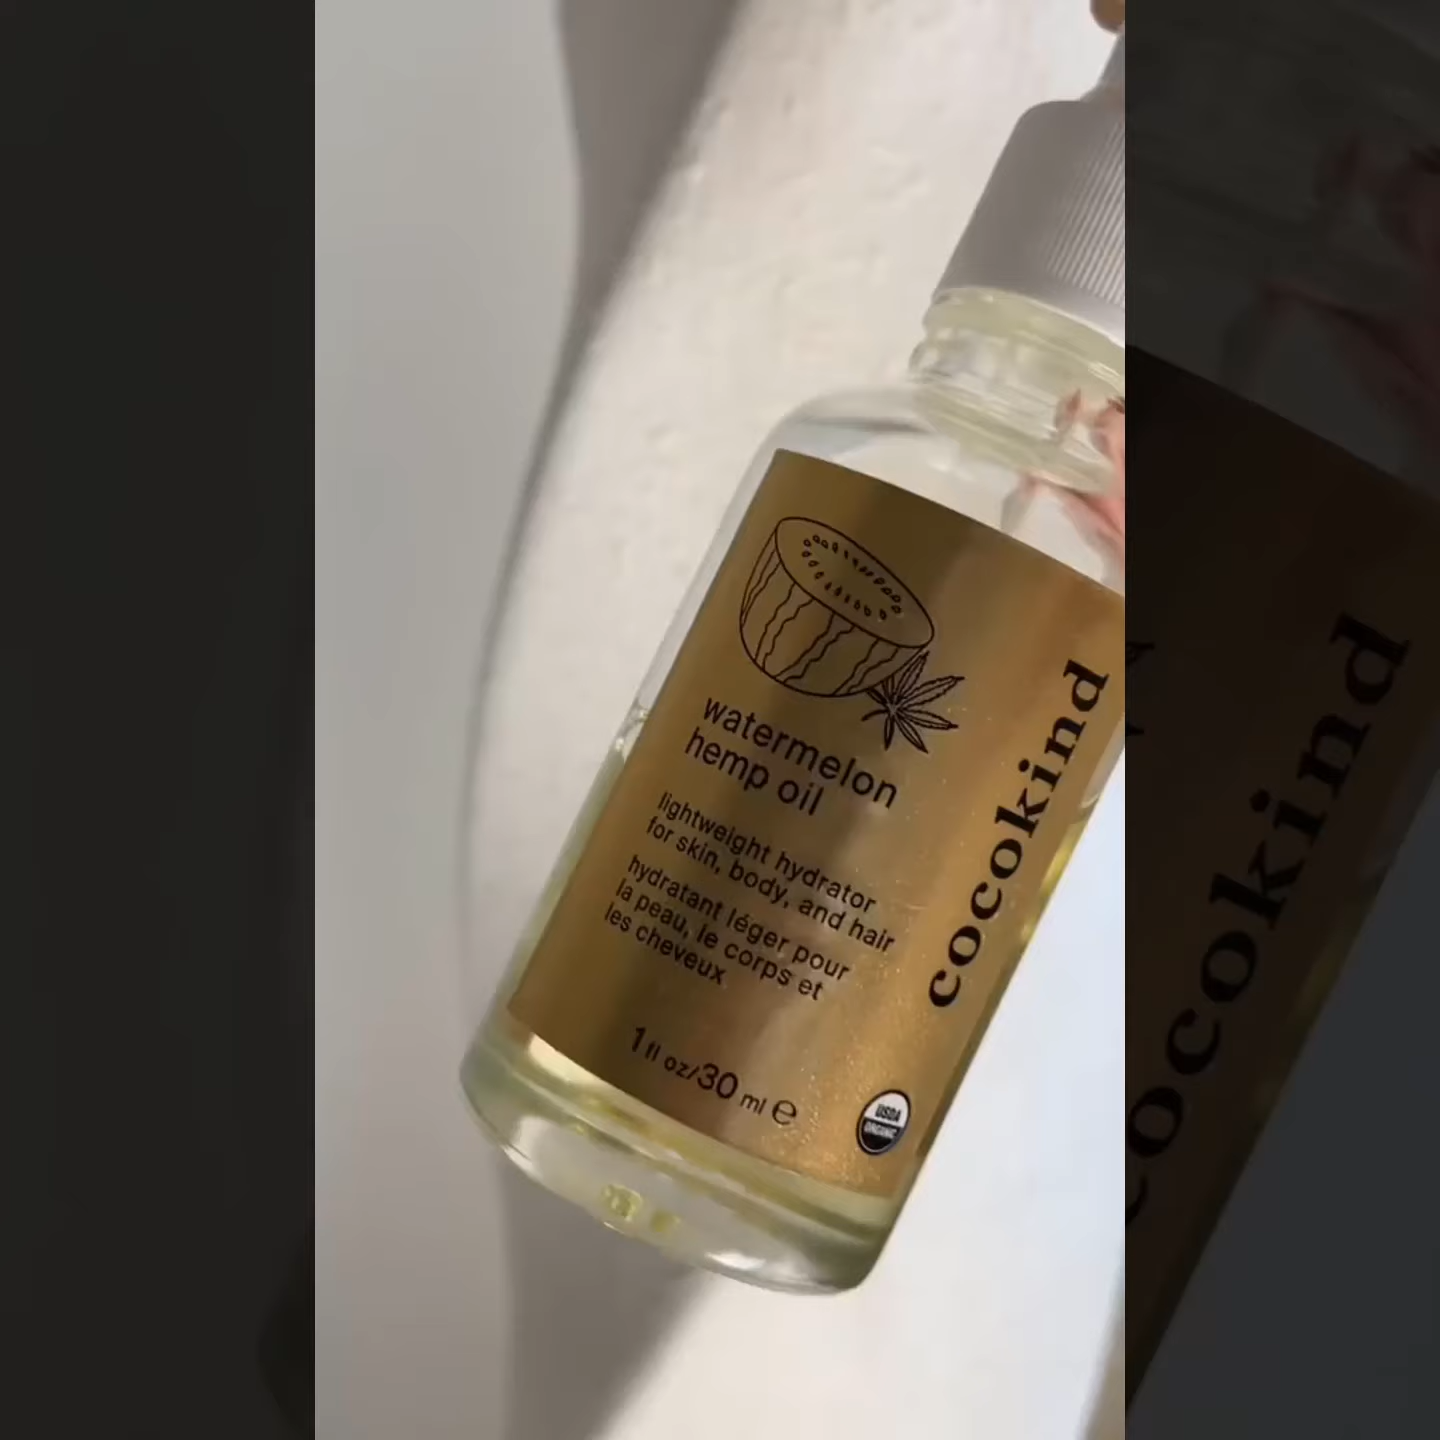 watermelon
hemp oil
lightweight hydrator
for skin, body, and hair
hydratant léger pour
la peau, le corps et
les cheveux
1 fl oz/30 ml ℮
cocokind
USDA
ORGANIC
cocokind